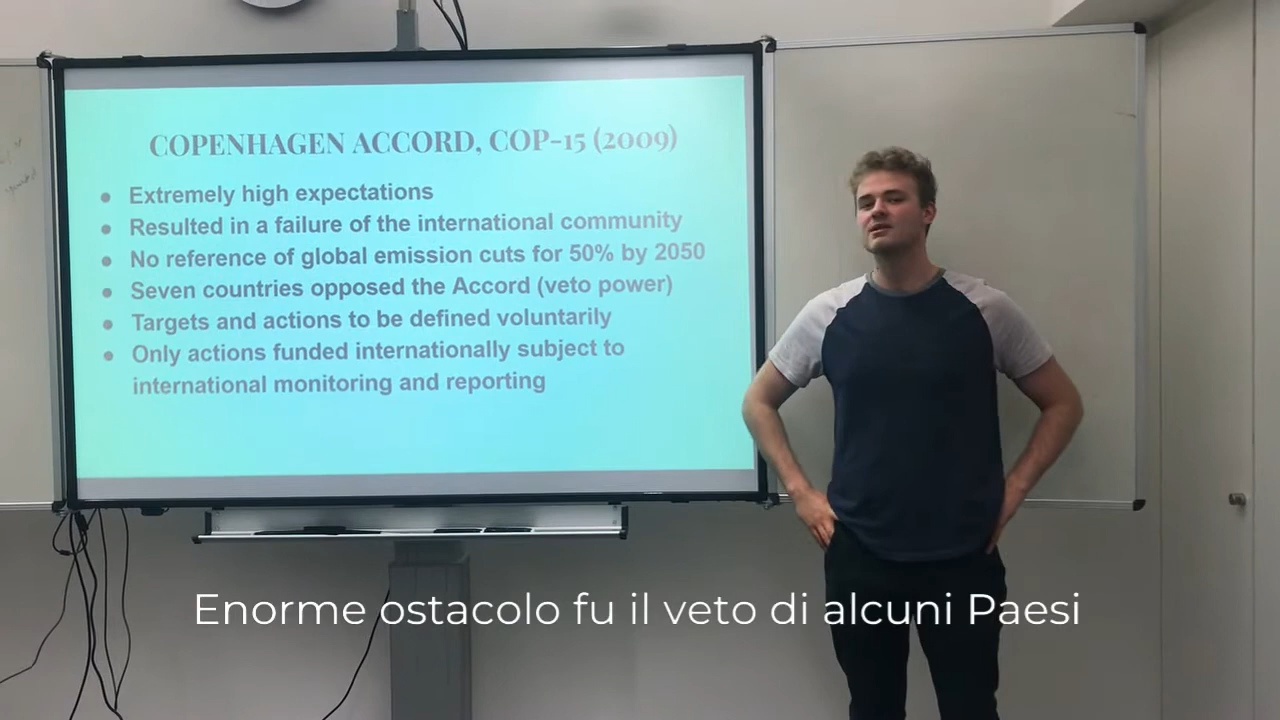 COPENHAGEN ACCORD, COP-15 (2009)
Extremely high expectations
Resulted in a failure of the international community
No reference of global emission cuts for 50% by 2050
Seven countries opposed the Accord (veto power)
Targets and actions to be defined voluntarily
Only actions funded internationally subject to
international monitoring and reporting
Enorme ostacolo fu il veto di alcuni Paesi